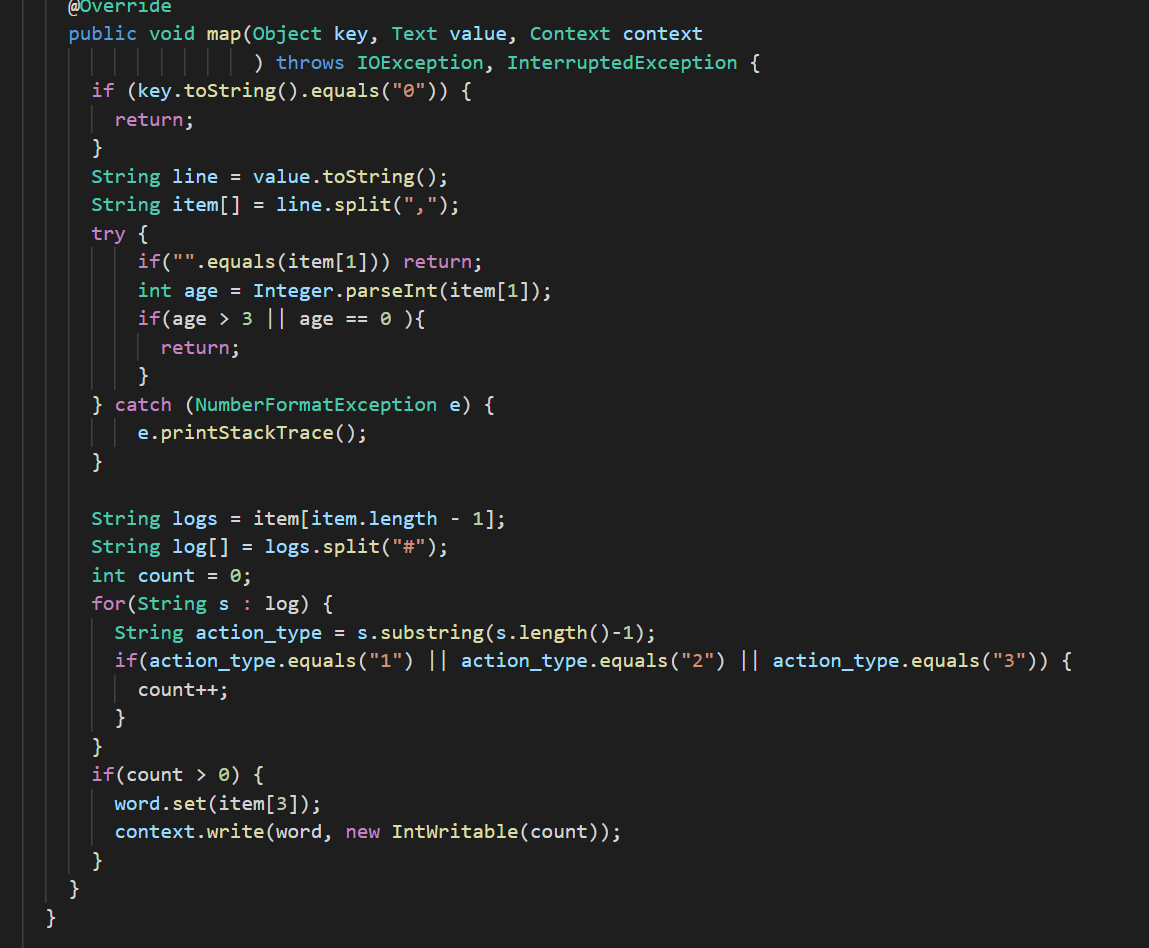 @Override
public void map(Object key, Text value, Context context
) throws IOException, InterruptedException {
if (key.toString().equals("0")) {
return;
}
String line = value.toString();
String item[] = line.split(",");
try {
if("".equals(item[1])) return;
int age = Integer.parseInt(item[1]);
if(age > 3 || age == 0 ){
return;
}
} catch (NumberFormatException e) {
e.printStackTrace();
}
String logs = item[item.length - 1];
String log[] = logs.split("#");
int count = 0;
for(String s : log) {
String action_type = s.substring(s.length()-1);
if(action_type.equals("1") || action_type.equals("2") || action_type.equals("3")) {
count++;
}
}
if(count > 0) {
word.set(item[3]);
context.write(word, new IntWritable(count));
}
}
}